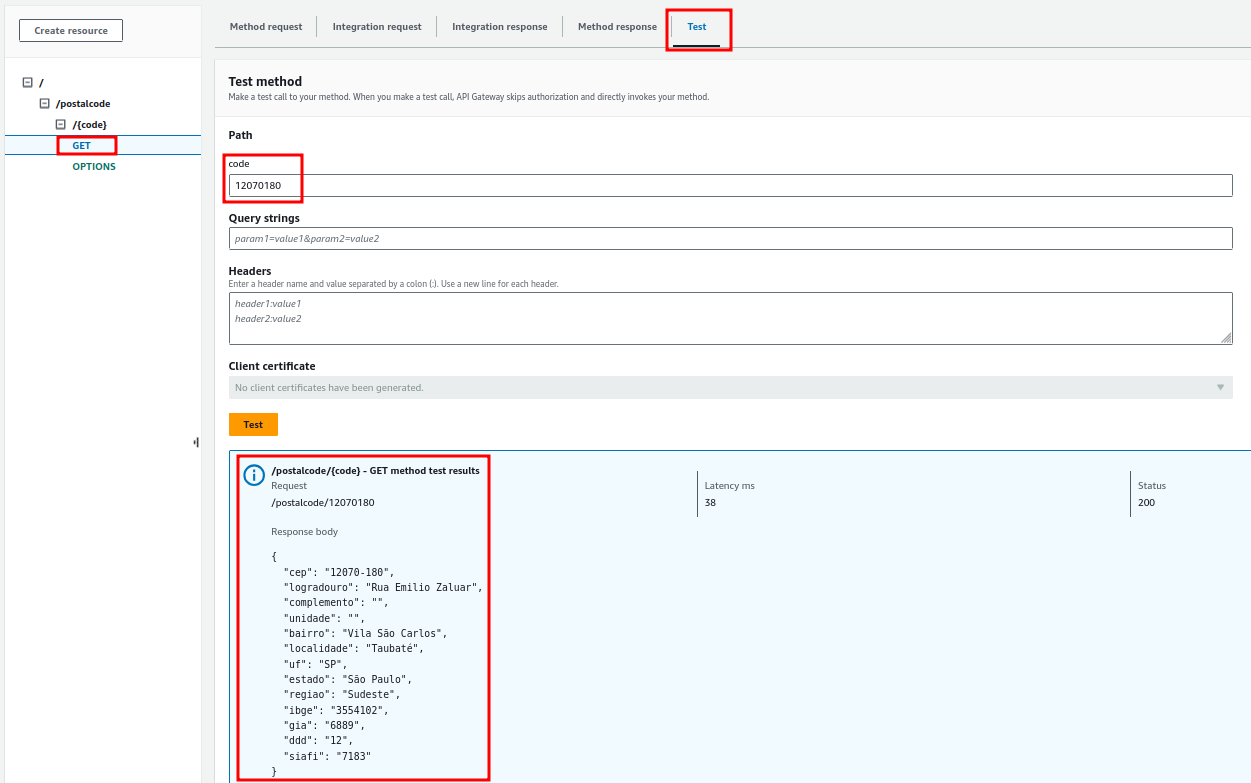 Create resource
/
/postalcode
/{code}
GET
OPTIONS
Method request
Integration request
Integration response
Method response
Test
Test method
Make a test call to your method. When you make a test call, API Gateway skips authorization and directly invokes your method.
Path
code
12070180
Query strings
param1=value1&param2=value2
Headers
Enter a header name and value separated by a colon (:). Use a new line for each header.
header1:value1
header2:value2
Client certificate
No client certificates have been generated.
Test
/postalcode/{code} - GET method test results
Request
/postalcode/12070180
Latency ms
38
Status
200
Response body
{
"cep": "12070-180",
"logradouro": "Rua Emilio Zaluar",
"complemento": "",
"unidade": "",
"bairro": "Vila São Carlos",
"localidade": "Taubaté",
"uf": "SP",
"estado": "São Paulo",
"regiao": "Sudeste",
"ibge": "3554102",
"gia": "6889",
"ddd": "12",
"siafi": "7183"
}